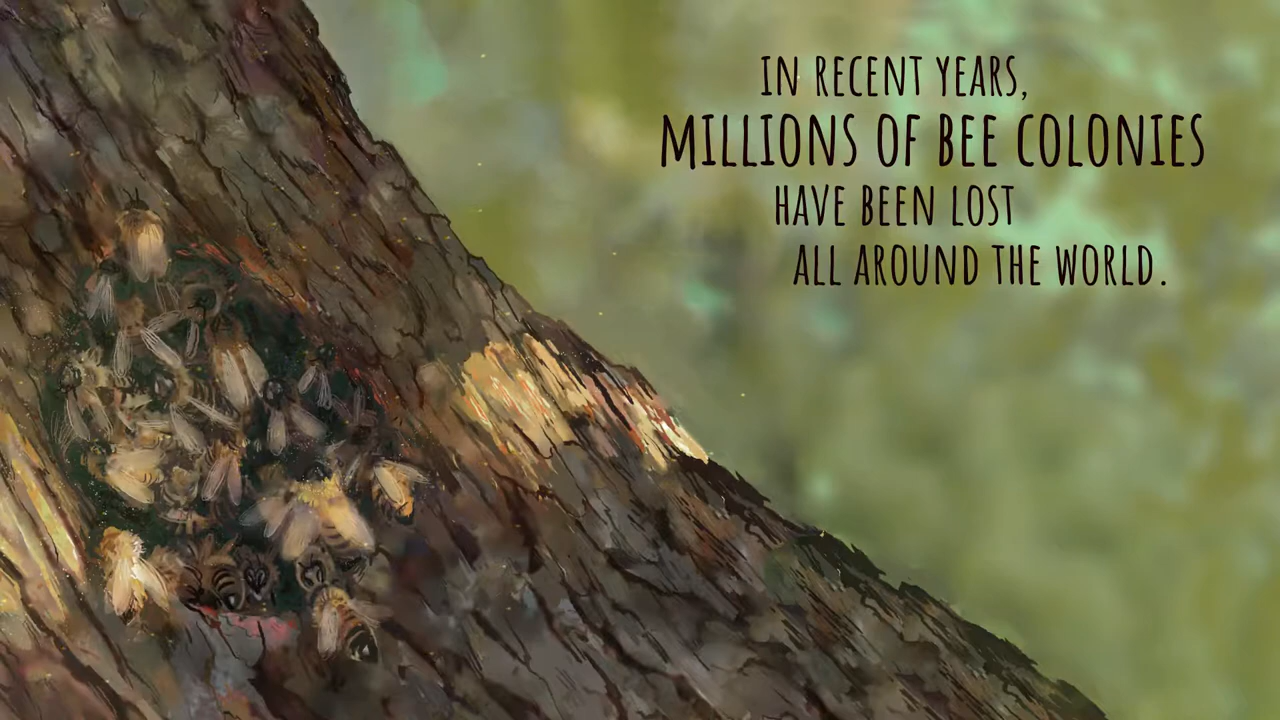 IN RECENT YEARS,
MILLIONS OF BEE COLONIES
HAVE BEEN LOST
ALL AROUND THE WORLD.